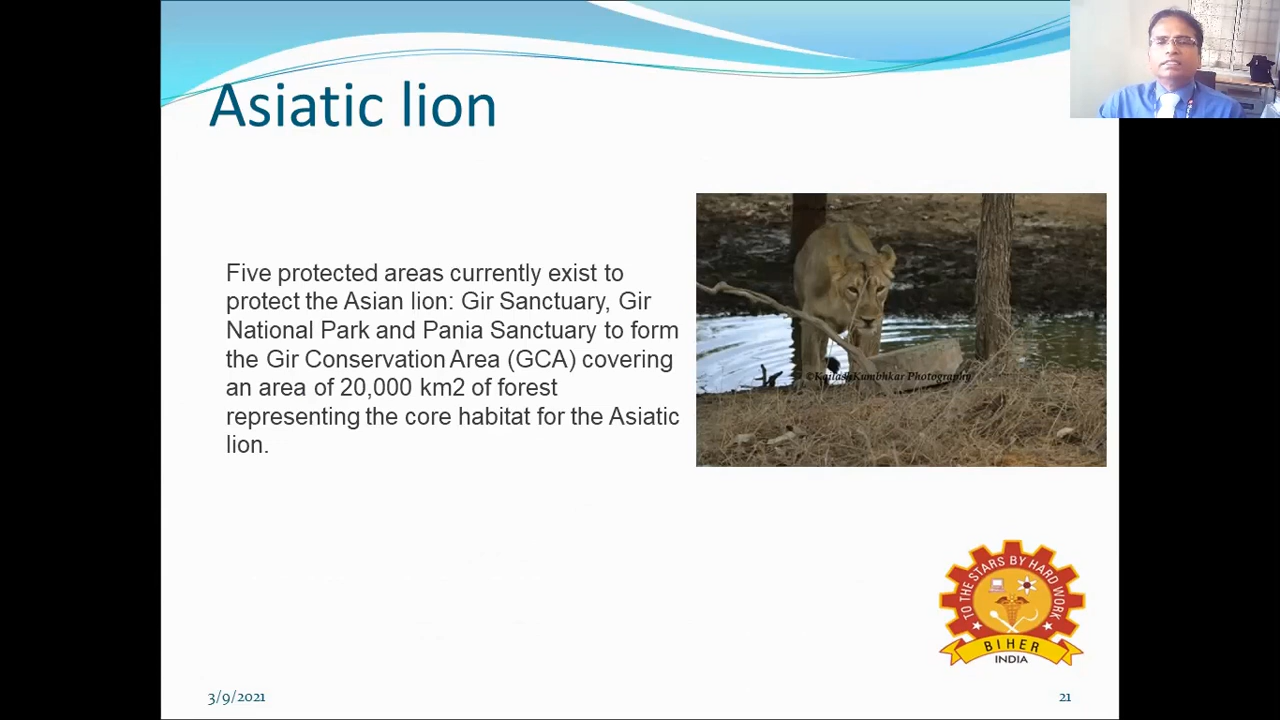 Asiatic lion
Five protected areas currently exist to
protect the Asian lion: Gir Sanctuary, Gir
National Park and Pania Sanctuary to form
the Gir Conservation Area (GCA) covering
an area of 20,000 km2 of forest
representing the core habitat for the Asiatic
lion.
©KailashKumbhkar Photography
TO THE STARS BY HARD WORK
BIHER
INDIA
3/9/2021
21